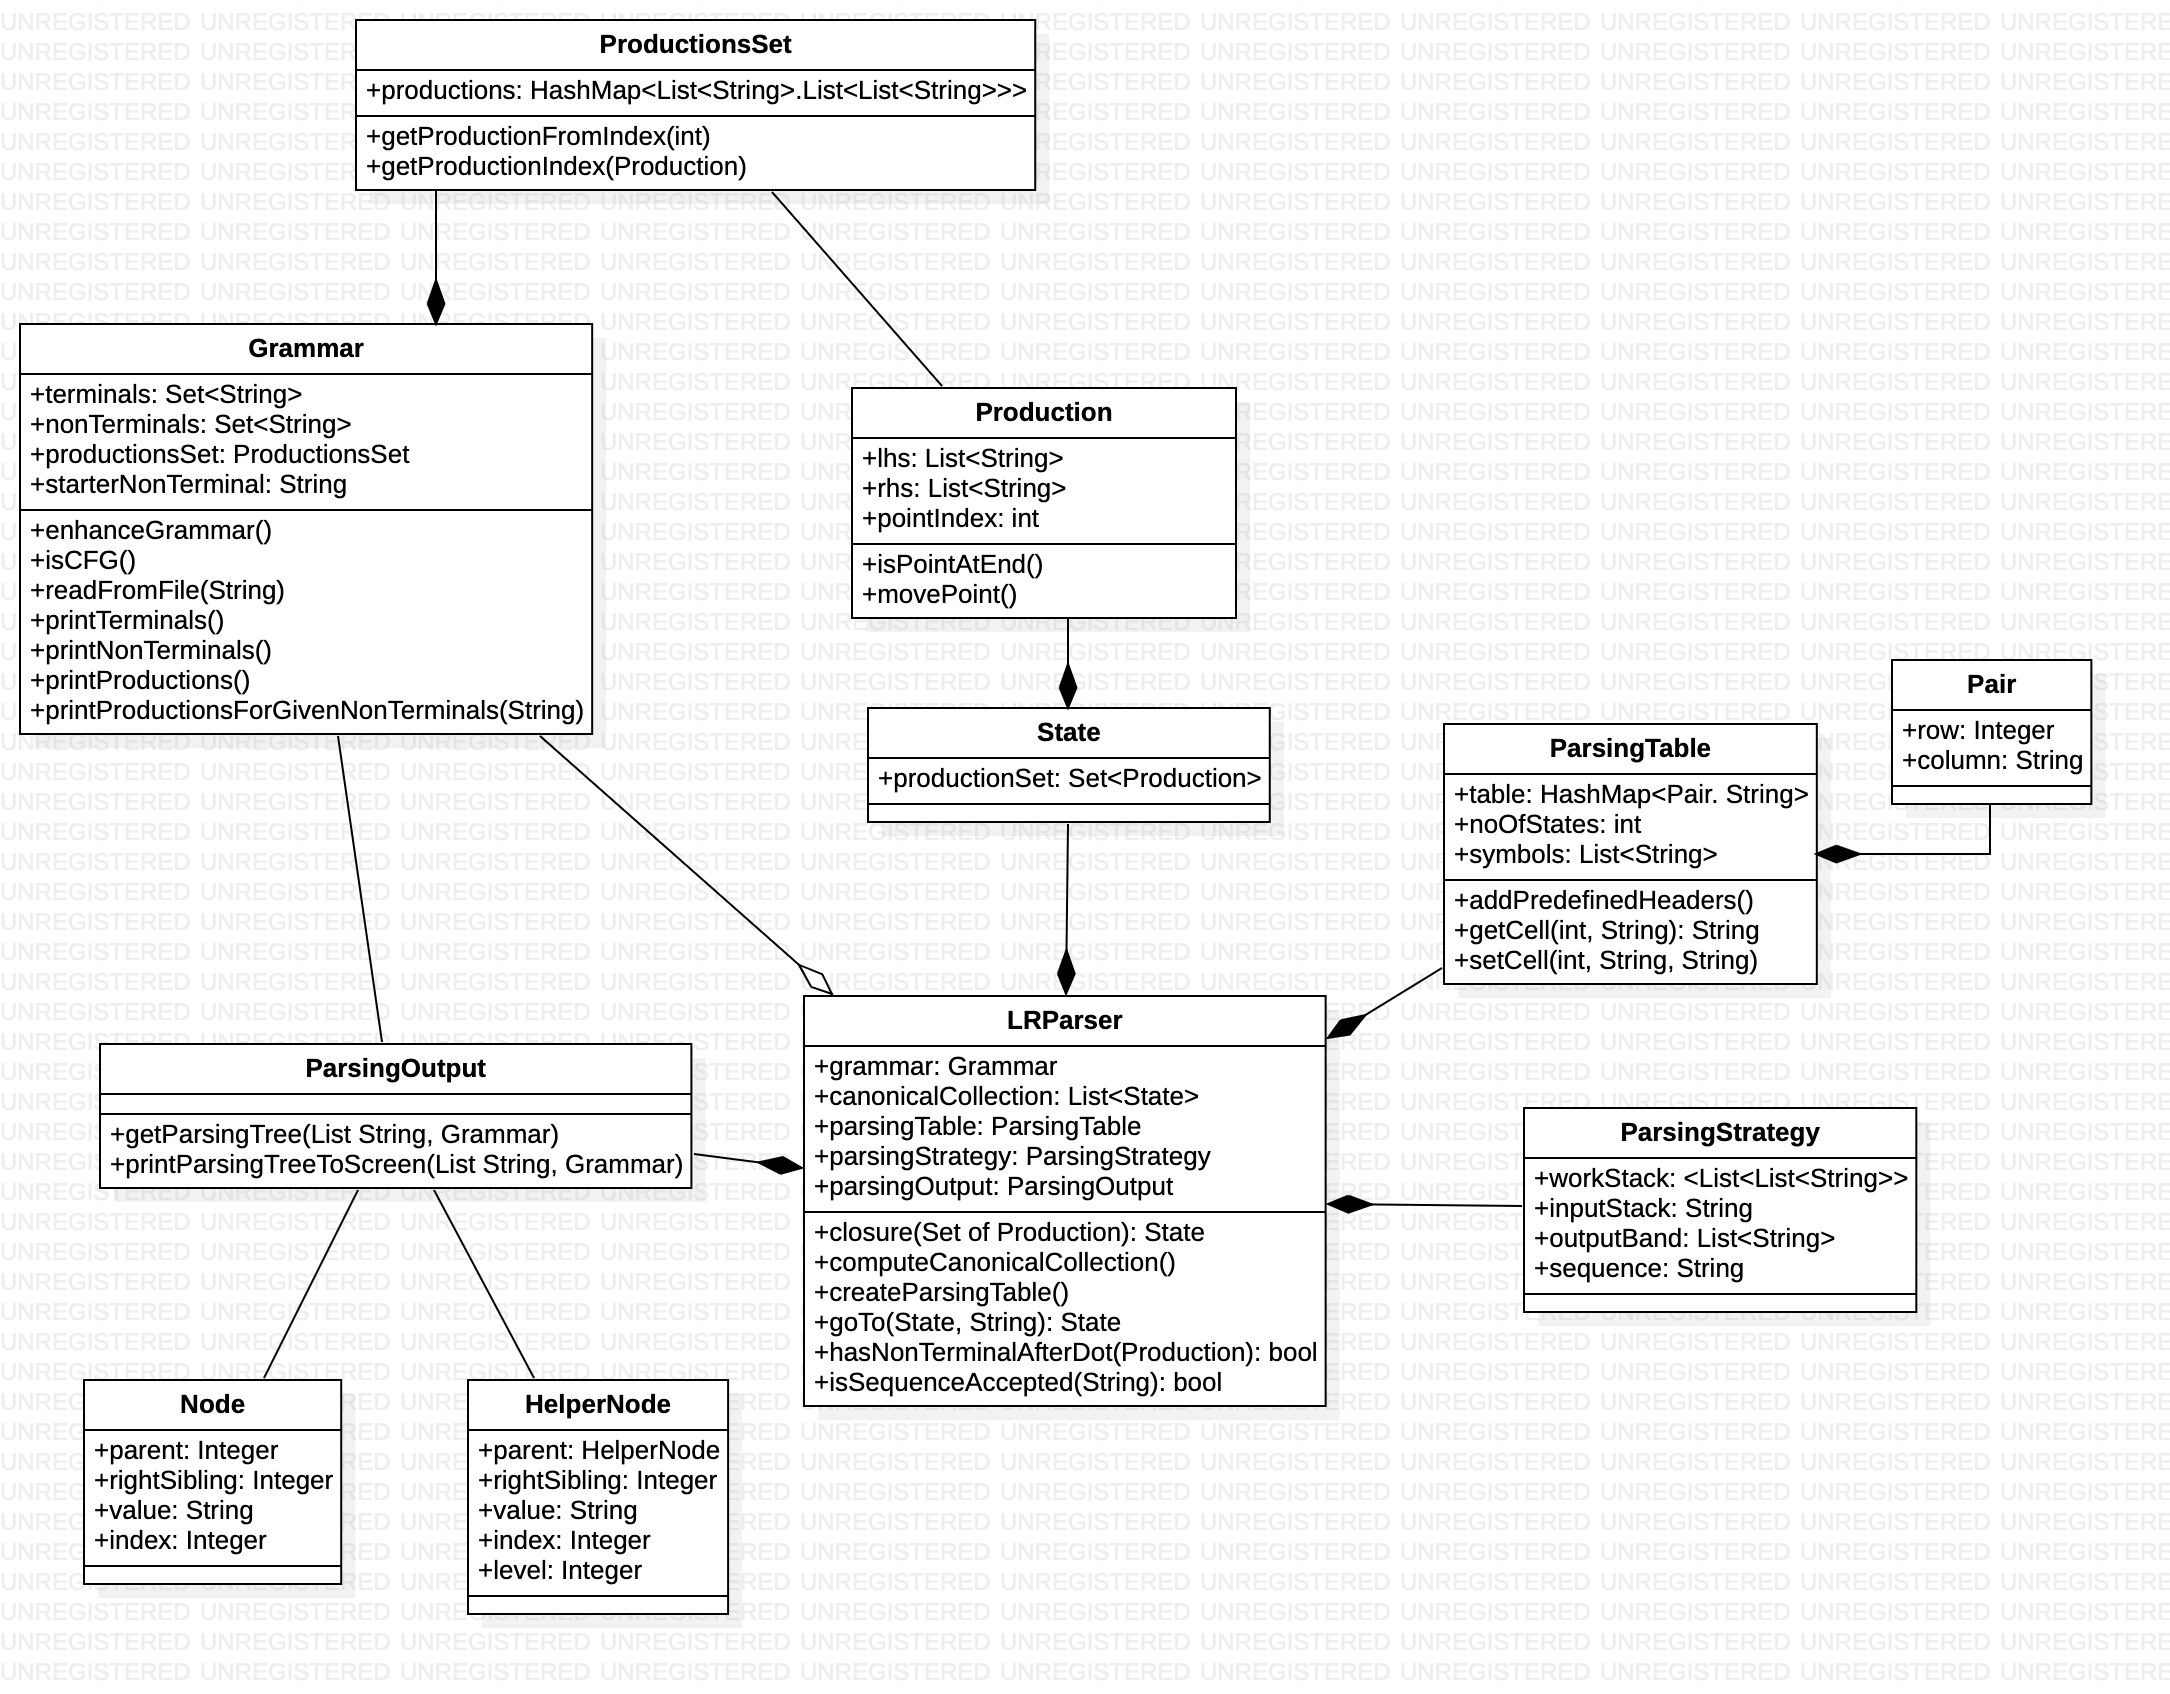 ProductionsSet
+productions: HashMap<List<String>.List<List<String>>>
+getProductionFromIndex(int)
+getProductionIndex(Production)
Grammar
+terminals: Set<String>
+nonTerminals: Set<String>
+productionsSet: ProductionsSet
+starterNonTerminal: String
+enhanceGrammar()
+isCFG()
+readFromFile(String)
+printTerminals()
+printNonTerminals()
+printProductions()
+printProductionsForGivenNonTerminals(String)
Production
+lhs: List<String>
+rhs: List<String>
+pointIndex: int
+isPointAtEnd()
+movePoint()
State
+productionSet: Set<Production>
ParsingTable
+table: HashMap<Pair. String>
+noOfStates: int
+symbols: List<String>
+addPredefinedHeaders()
+getCell(int, String): String
+setCell(int, String, String)
Pair
+row: Integer
+column: String
ParsingOutput
+getParsingTree(List String, Grammar)
+printParsingTreeToScreen(List String, Grammar)
LRParser
+grammar: Grammar
+canonicalCollection: List<State>
+parsingTable: ParsingTable
+parsingStrategy: ParsingStrategy
+parsingOutput: ParsingOutput
+closure(Set of Production): State
+computeCanonicalCollection()
+createParsingTable()
+goTo(State, String): State
+hasNonTerminalAfterDot(Production): bool
+isSequenceAccepted(String): bool
ParsingStrategy
+workStack: <List<List<String>>
+inputStack: String
+outputBand: List<String>
+sequence: String
Node
+parent: Integer
+rightSibling: Integer
+value: String
+index: Integer
HelperNode
+parent: HelperNode
+rightSibling: Integer
+value: String
+index: Integer
+level: Integer
UNREGISTERED